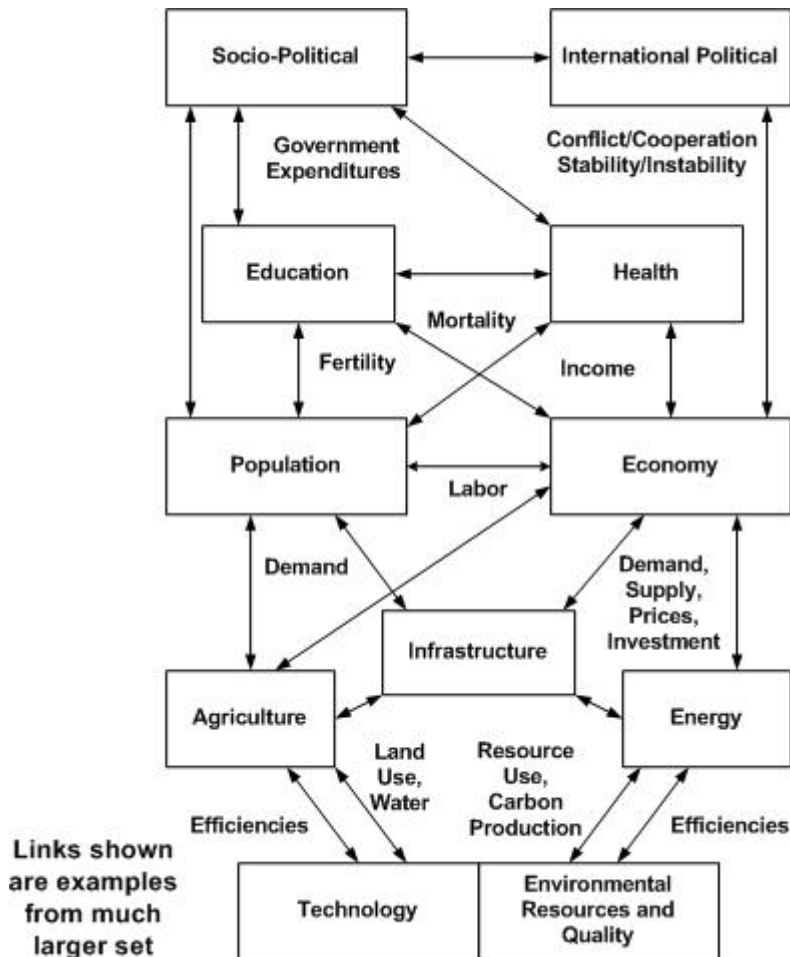 Socio-Political
International Political
Government
Expenditures
Conflict/Cooperation
Stability/Instability
Education
Health
Mortality
Fertility
Income
Population
Economy
Labor
Demand
Demand,
Supply,
Prices,
Investment
Infrastructure
Agriculture
Energy
Land
Use,
Water
Resource
Use,
Carbon
Production
Efficiencies
Efficiencies
Links shown
are examples
from much
larger set
Technology
Environmental
Resources and
Quality